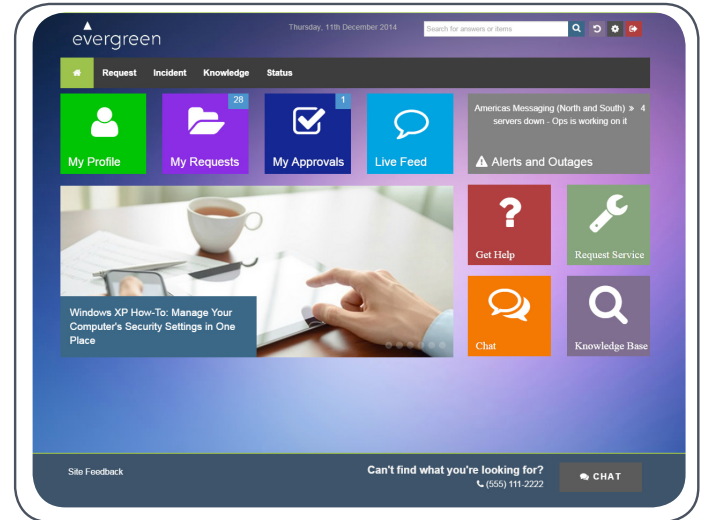 evergreen
Thursday, 11th December 2014
Search for answers or items
Request Incident Knowledge Status
28
1
My Profile
My Requests
My Approvals
Live Feed
Americas Messaging (North and South) » 4
servers down - Ops is working on it
Alerts and Outages
Get Help
Request Service
Windows XP How-To: Manage Your
Computer's Security Settings in One
Place
Chat
Knowledge Base
Site Feedback
Can't find what you're looking for?
(555) 111-2222
CHAT